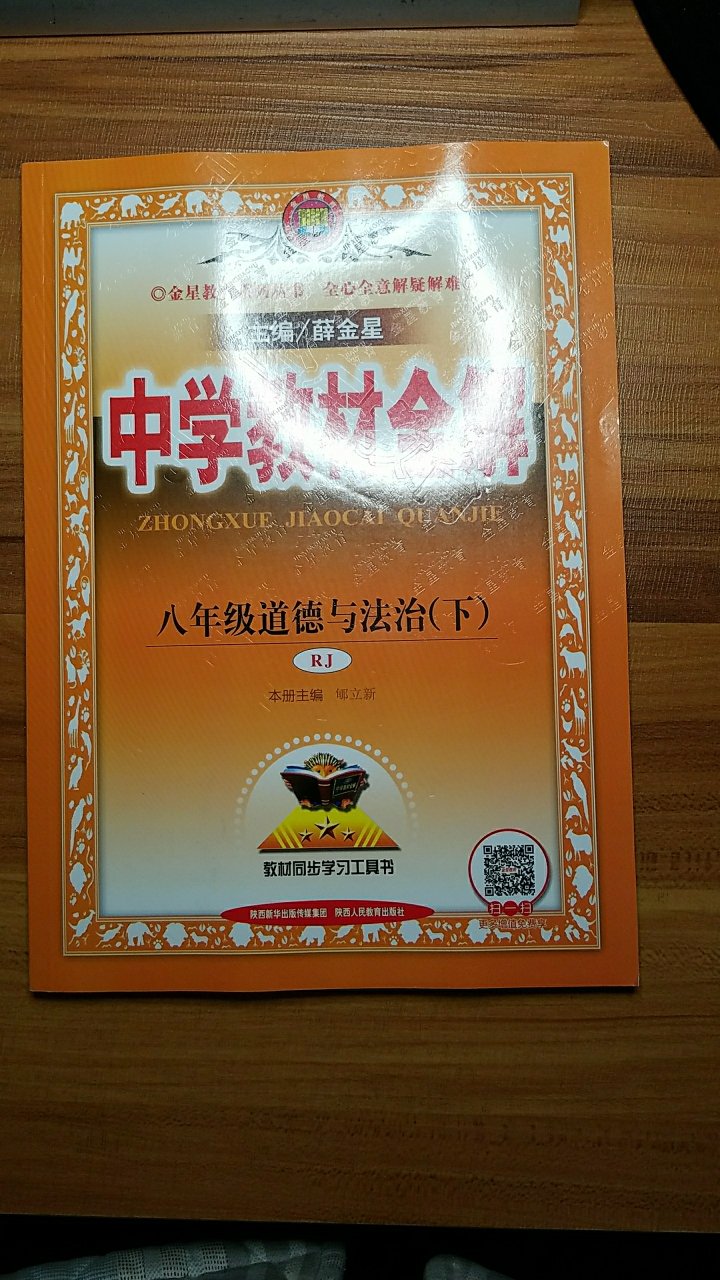 ◎金星教育系列丛书 全心全意解疑解难
主编/薛金星
中学教材全解
ZHONGXUE JIAOCAI QUANJIE
八年级道德与法治(下)
RJ
本册主编 郇立新
教材同步学习工具书
扫一扫
陕西新华出版传媒集团 陕西人民教育出版社